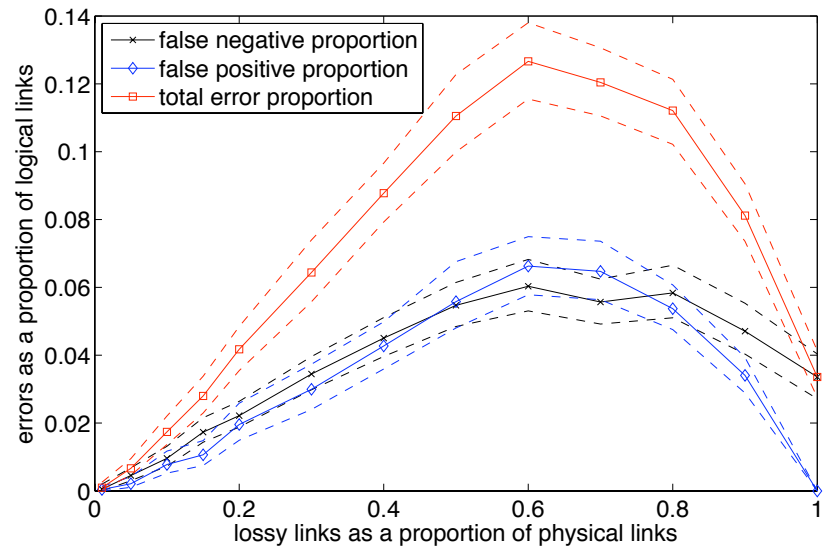 0.14
0.12
0.1
0.08
0.06
0.04
0.02
0
errors as a proportion of logical links
false negative proportion
false positive proportion
total error proportion
0 0.2 0.4 0.6 0.8 1
lossy links as a proportion of physical links